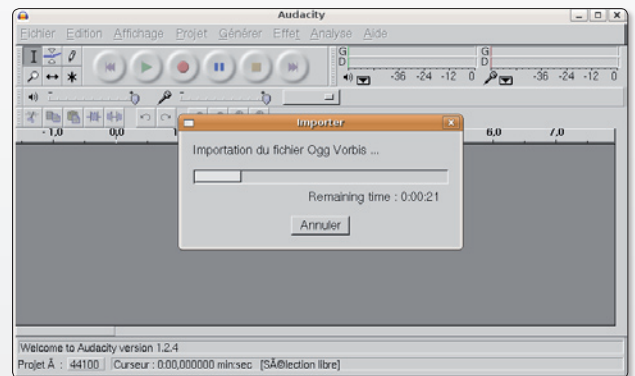 Audacity
Fichier Edition Affichage Projet Générer Effet Analyse Aide
G
D
-36 -24 -12 0
G
D
-36 -24 -12 0
- 1,0 0,0 1 6,0 7,0
Importer
Importation du fichier Ogg Vorbis ...
Remaining time : 0:00:21
Annuler
Welcome to Audacity version 1.2.4
Projet Â : 44100 Curseur : 0:00,000000 min:sec [SÃ©lection libre]